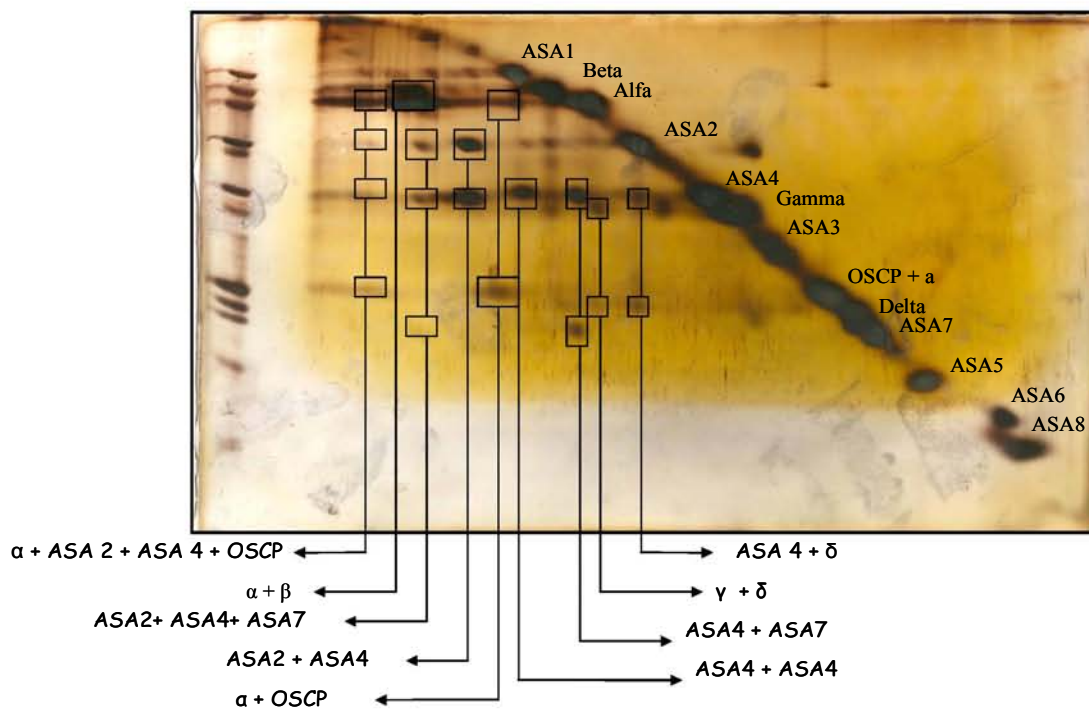 ASA1
Beta
Alfa
ASA2
ASA4
Gamma
ASA3
OSCP + a
Delta
ASA7
ASA5
ASA6
ASA8
α + ASA 2 + ASA 4 + OSCP
ASA 4 + δ
α + β
γ + δ
ASA2+ ASA4+ ASA7
ASA4 + ASA7
ASA2 + ASA4
ASA4 + ASA4
α + OSCP